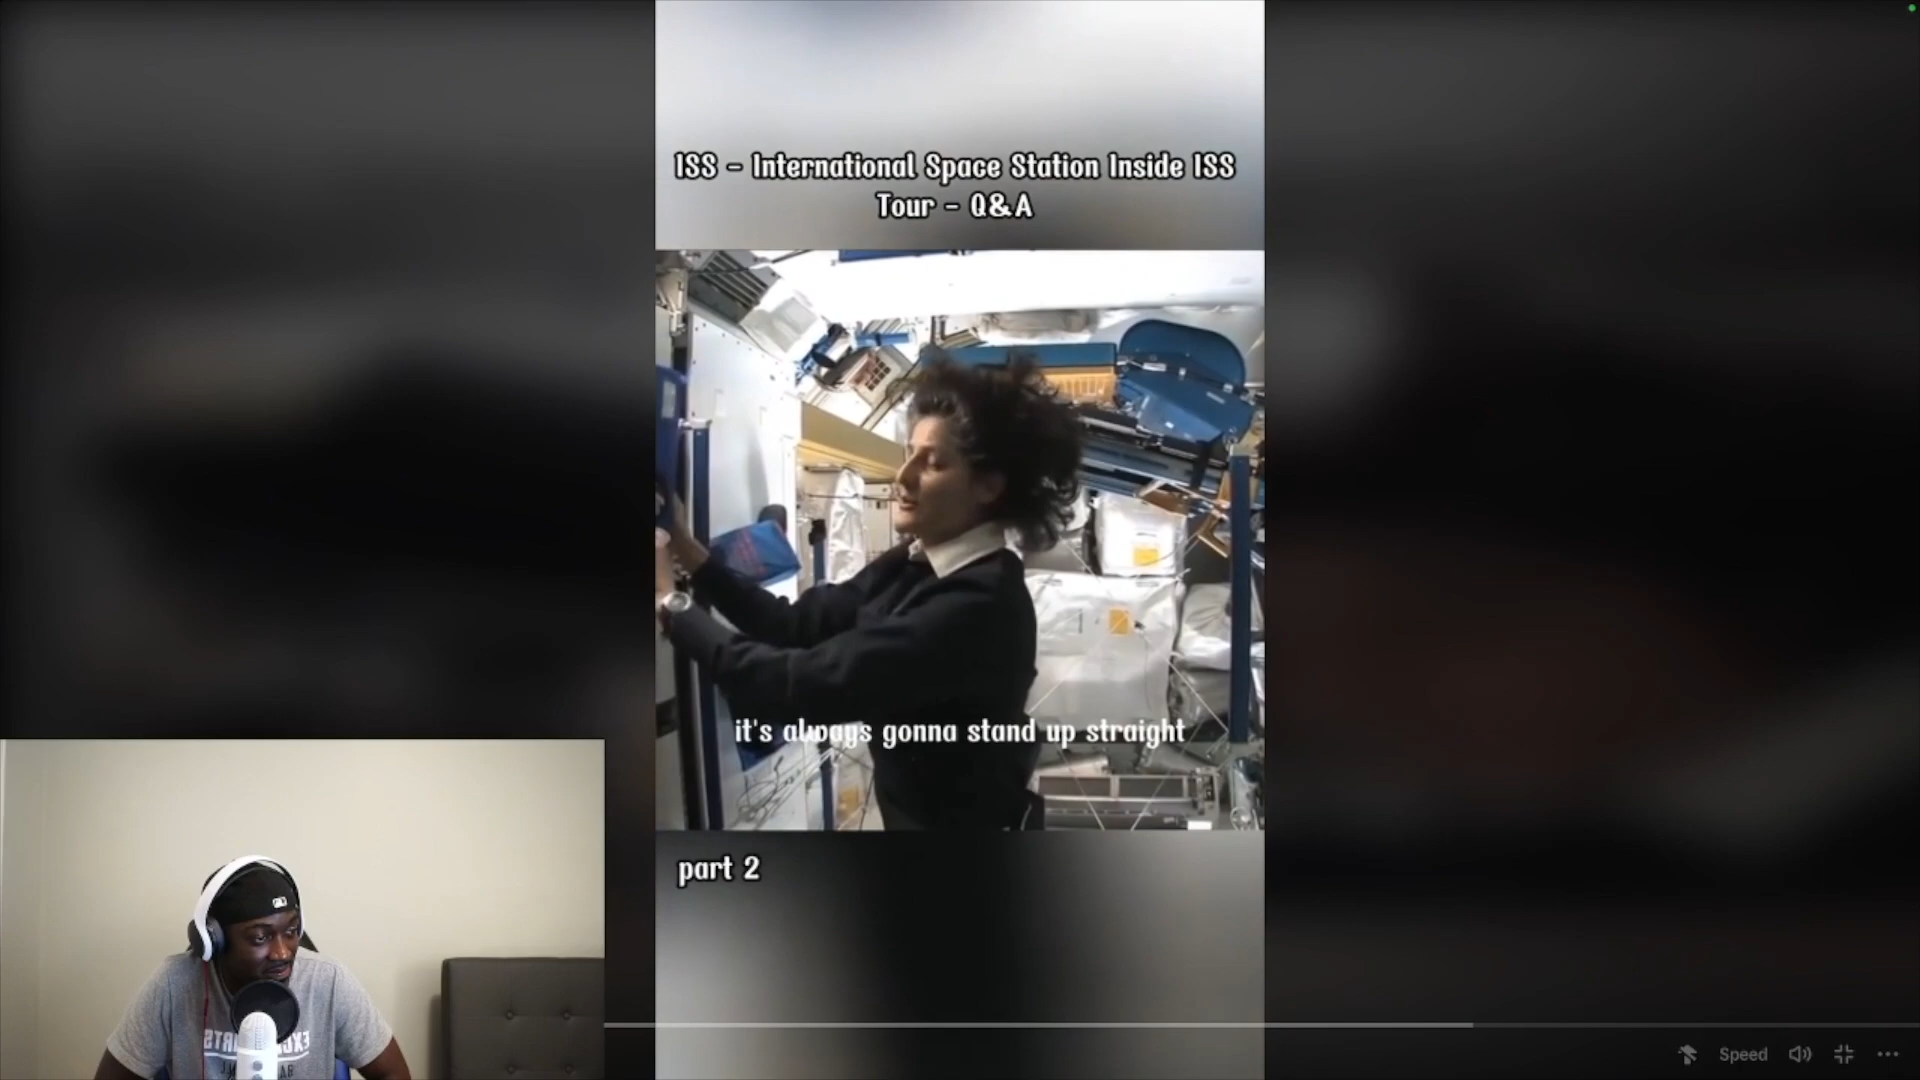 ISS - International Space Station Inside ISS
Tour - Q&A
it's always gonna stand up straight
part 2
Speed